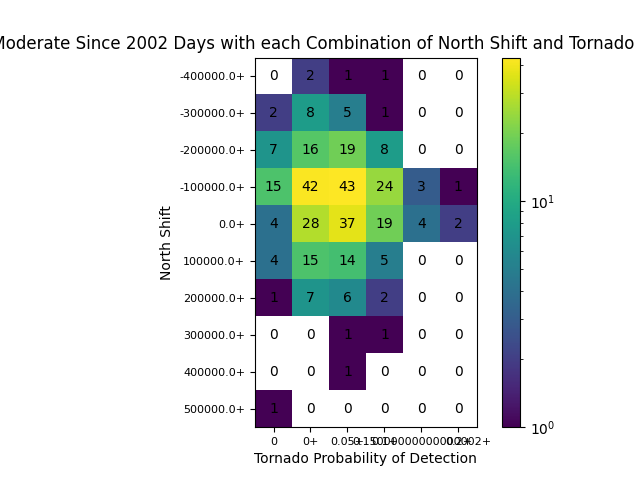 Moderate Since 2002 Days with each Combination of North Shift and Tornado
-400000.0+ 0 2 1 1 0 0
-300000.0+ 2 8 5 1 0 0
-200000.0+ 7 16 19 8 0 0
-100000.0+ 15 42 43 24 3 1
0.0+ 4 28 37 19 4 2
100000.0+ 4 15 14 5 0 0
200000.0+ 1 7 6 2 0 0
300000.0+ 0 0 1 1 0 0
400000.0+ 0 0 1 0 0 0
500000.0+ 1 0 0 0 0 0
North Shift
0 0+ 0.05+
Tornado Probability of Detection
10¹
10⁰